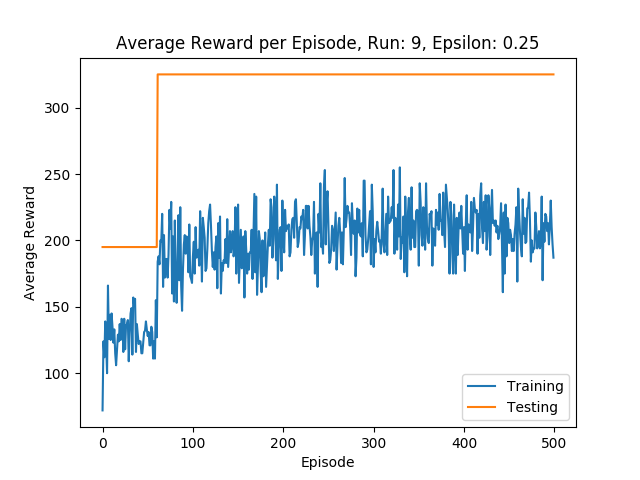 Average Reward per Episode, Run: 9, Epsilon: 0.25
300
250
200
150
100
Average Reward
0
100
200
300
400
500
Episode
Training
Testing